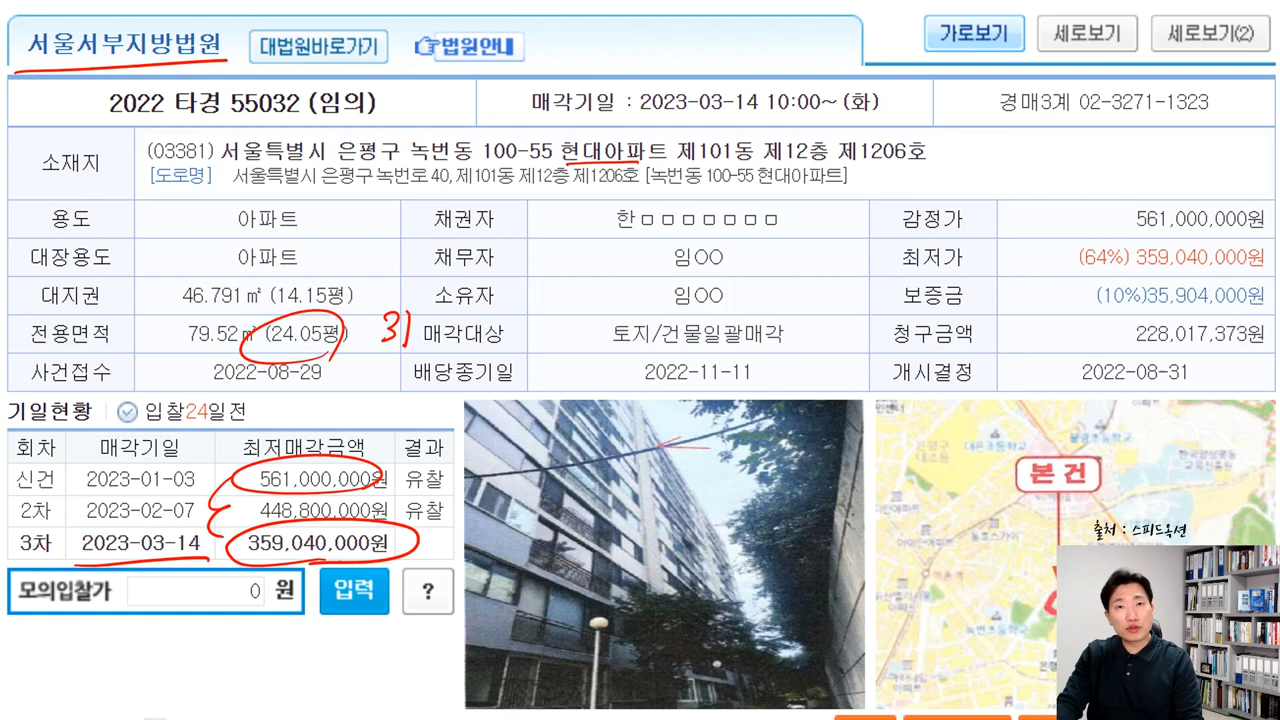 서울서부지방법원 대법원바로가기 법원안내 가로보기 세로보기 세로보기(2)
2022 타경 55032 (임의) 매각기일 : 2023-03-14 10:00~ (화) 경매3계 02-3271-1323
소재지 (03381) 서울특별시 은평구 녹번동 100-55 현대아파트 제101동 제12층 제1206호
[도로명] 서울특별시 은평구 녹번로 40, 제101동 제12층 제1206호 [녹번동 100-55 현대아파트]
용도 아파트 채권자 한ㅁㅁㅁㅁㅁㅁㅁ 감정가 561,000,000원
대장용도 아파트 채무자 임○○ 최저가 (64%) 359,040,000원
대지권 46.791㎡ (14.15평) 소유자 임○○ 보증금 (10%)35,904,000원
전용면적 79.52㎡ (24.05평) 31 매각대상 토지/건물일괄매각 청구금액 228,017,373원
사건접수 2022-08-29 배당종기일 2022-11-11 개시결정 2022-08-31
기일현황 입찰24일전
회차 매각기일 최저매각금액 결과
신건 2023-01-03 561,000,000원 유찰
2차 2023-02-07 448,800,000원 유찰
3차 2023-03-14 359,040,000원
모의입찰가 0 원 입력 ?
본건
출처 : 스피드옥션